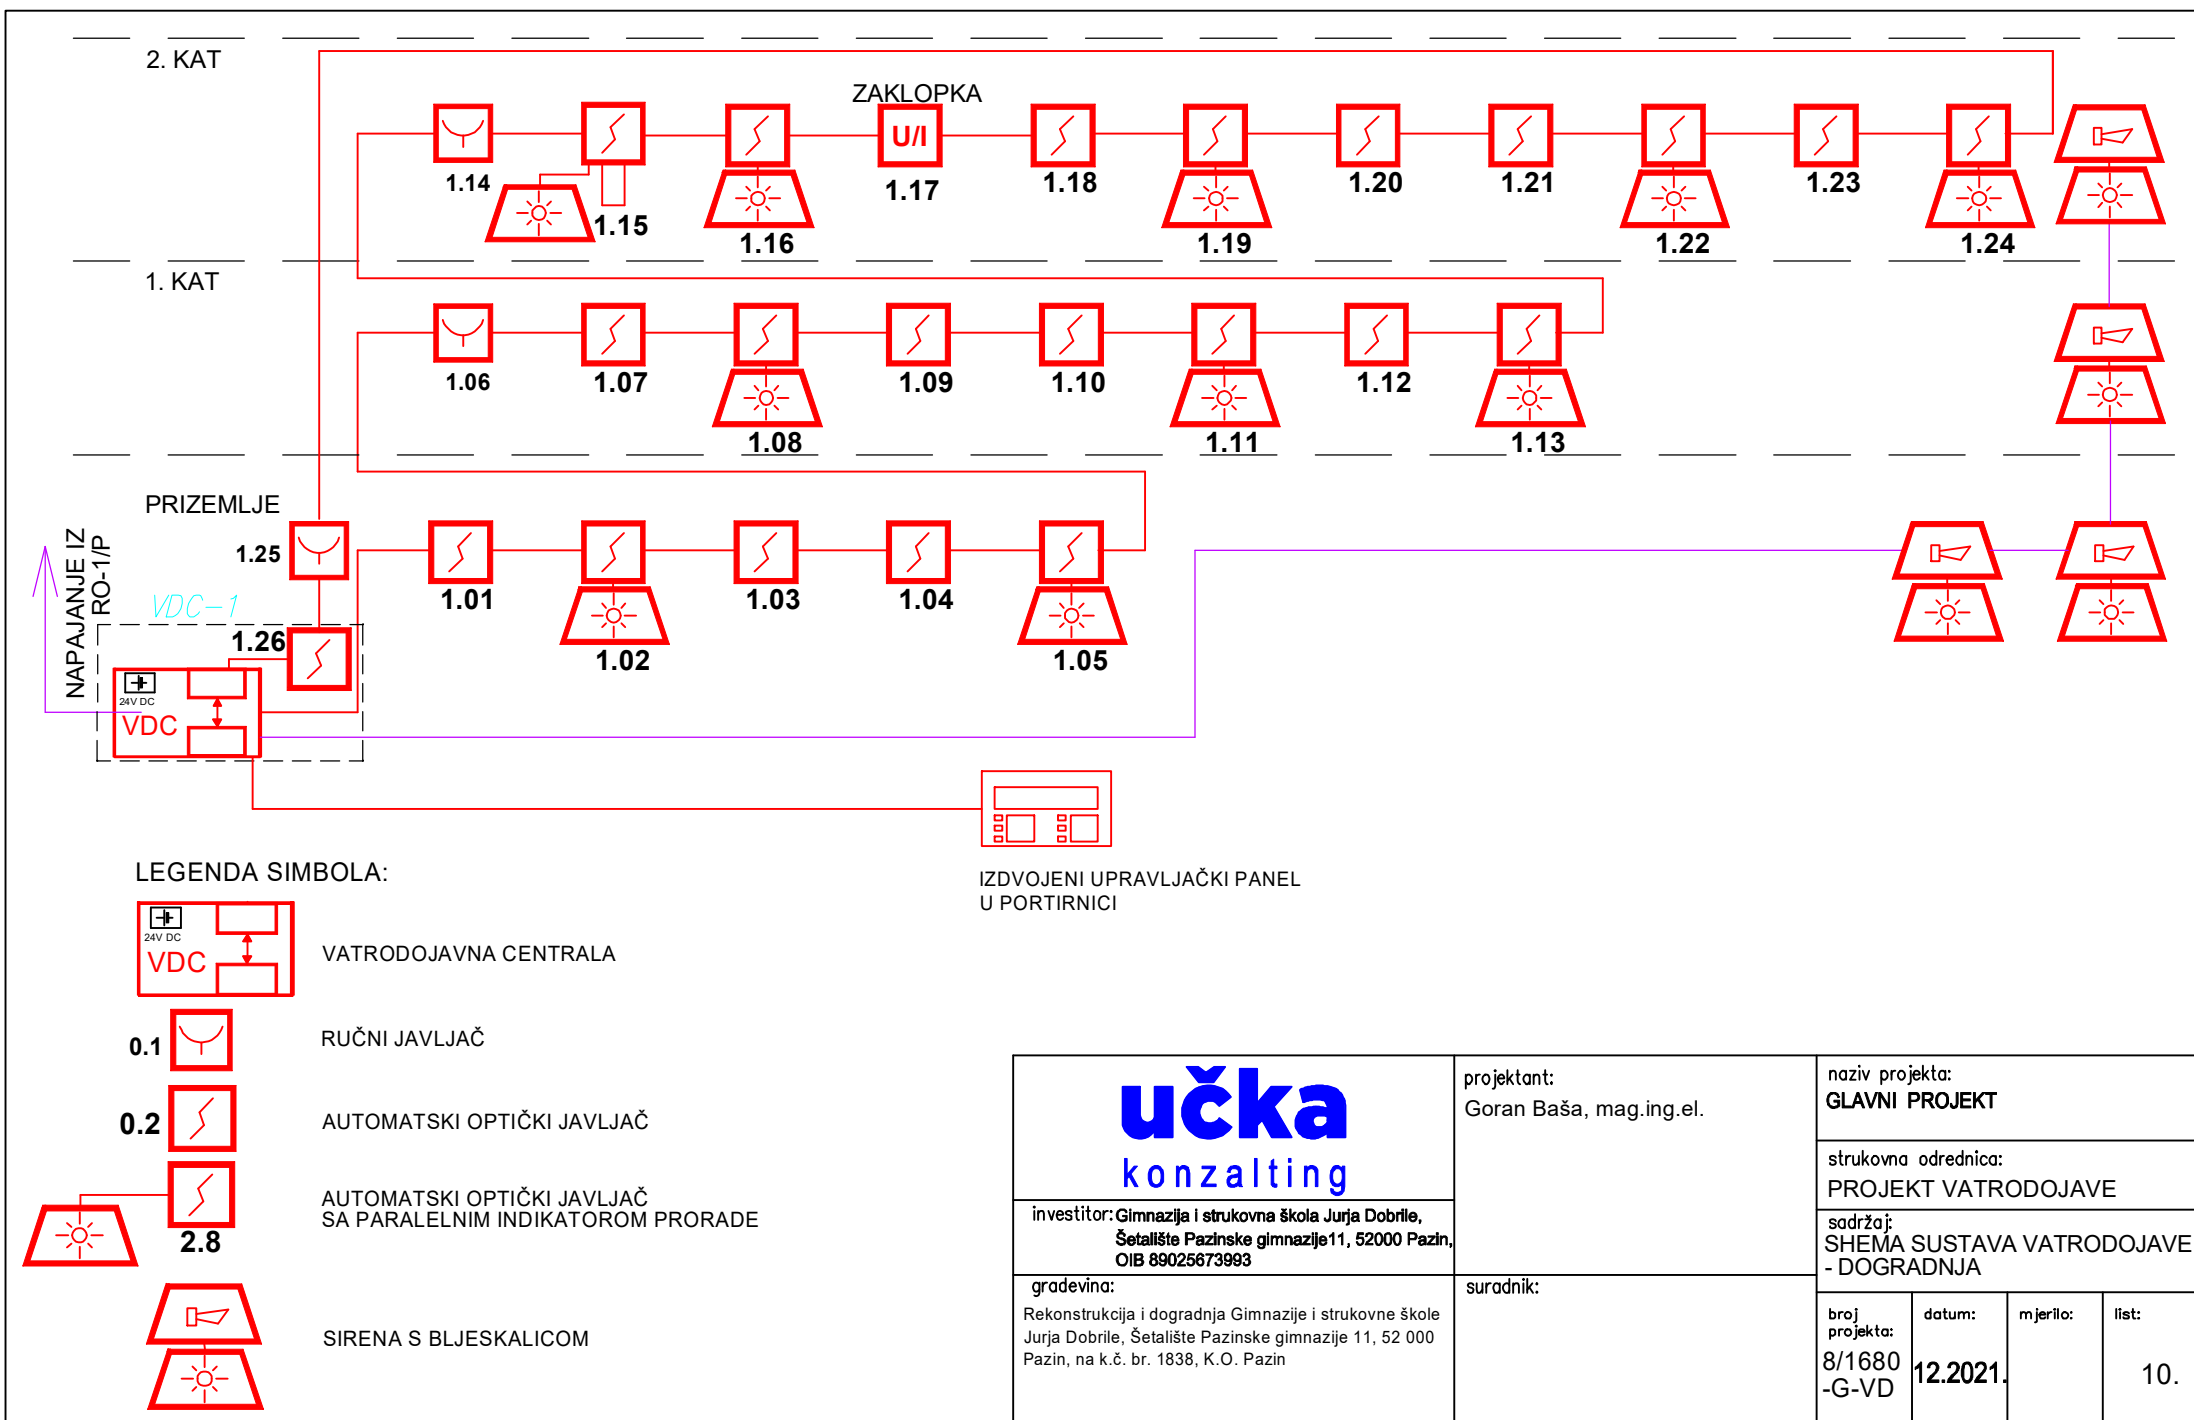 2. KAT
ZAKLOPKA
U/I
1.14
1.15
1.16
1.17
1.18
1.19
1.20
1.21
1.22
1.23
1.24
1. KAT
1.06
1.07
1.08
1.09
1.10
1.11
1.12
1.13
PRIZEMLJE
NAPAJANJE IZ
RO-1/P
1.25
VDC-1
1.26
24V DC
VDC
1.01
1.02
1.03
1.04
1.05
IZDVOJENI UPRAVLJAČKI PANEL
U PORTIRNICI
LEGENDA SIMBOLA:
24V DC
VDC
VATRODOJAVNA CENTRALA
0.1
RUČNI JAVLJAČ
0.2
AUTOMATSKI OPTIČKI JAVLJAČ
AUTOMATSKI OPTIČKI JAVLJAČ
SA PARALELNIM INDIKATOROM PRORADE
2.8
SIRENA S BLJESKALICOM
učka
konzalting
investitor: Gimnazija i strukovna škola Jurja Dobrile,
Šetalište Pazinske gimnazije11, 52000 Pazin,
OIB 89025673993
gradevina:
Rekonstrukcija i dogradnja Gimnazije i strukovne škole
Jurja Dobrile, Šetalište Pazinske gimnazije 11, 52 000
Pazin, na k.č. br. 1838, K.O. Pazin
projektant:
Goran Baša, mag.ing.el.
suradnik:
naziv projekta:
GLAVNI PROJEKT
strukovna odrednica:
PROJEKT VATRODOJAVE
sadržaj:
SHEMA SUSTAVA VATRODOJAVE
- DOGRADNJA
broj
projekta:
8/1680
-G-VD
datum:
12.2021.
mjerilo:
list:
10.